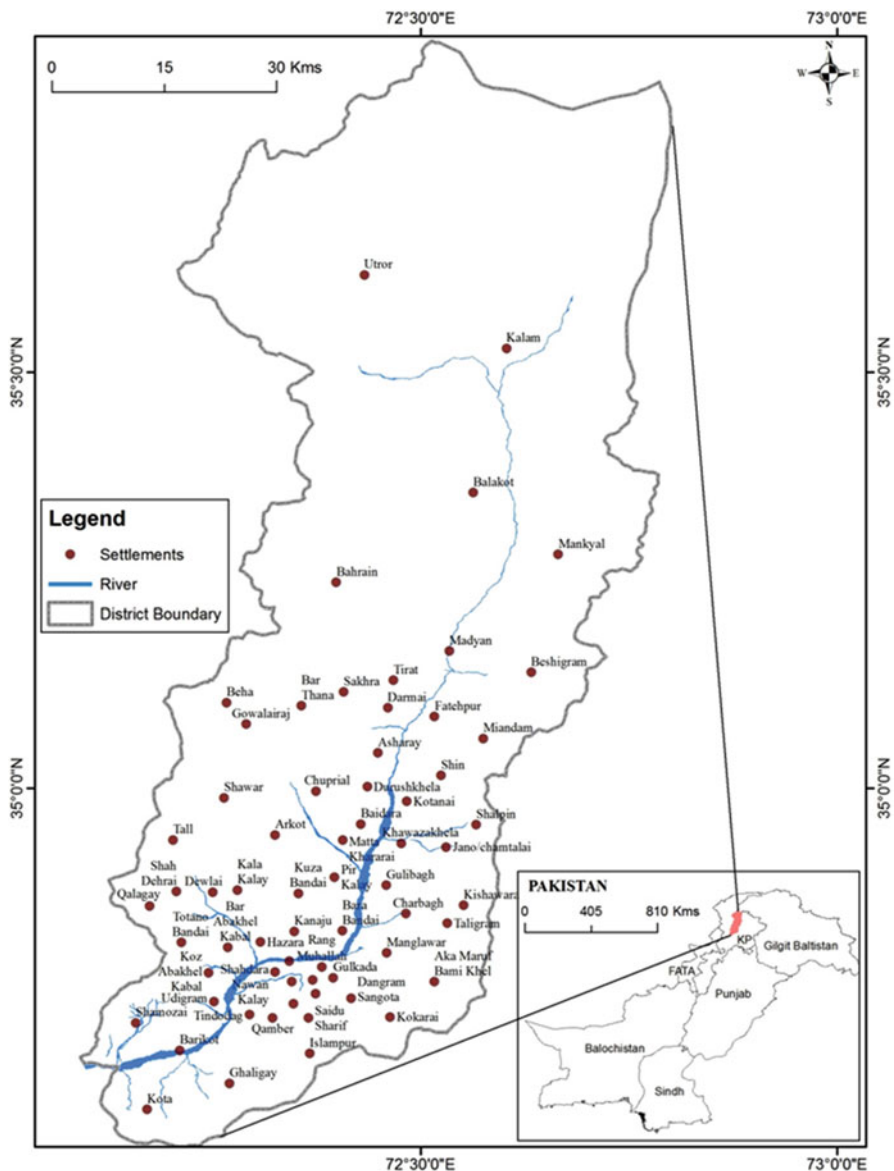 72°30'0"E
73°0'0"E
0
15
30 Kms
N
W
E
S
Utror
Kalam
35°30'0"N
35°30'0"N
Balakot
Legend
Settlements
River
District Boundary
Mankyal
Bahrain
Madyan
Beshigram
Bar
Thana
Sakhra
Tirat
Beha
Gowalairaj
Darmai
Fatehpur
Miandam
Asharay
Shin
35°0'0"N
35°0'0"N
Shawar
Chuprial
Durushkhela
Kotanai
Baidara
Shalpin
Tall
Arkot
Matta
Khararai
Khawazakhela
Jano/chamtalai
Shah
Dehrai
Dewlai
Kala
Kalay
Kuza
Bandai
Pir
Kalay
Gulibagh
Qalagay
Kishawara
Totano
Bandai
Bar
Abakhel
Kabal
Kanaju
Baza
Bandai
Charbagh
Taligram
Hazara
Rang
Muhallah
Manglawar
Koz
Abakhel
Kabal
Shahdara
Nawan
Kalay
Gulkada
Dangram
Sangota
Aka Maruf
Bami Khel
Udigram
Shamozai
Tindodag
Qamber
Saidu
Sharif
Kokarai
Barikot
Islampur
Ghaligay
Kota
PAKISTAN
0
405
810 Kms
KP
Gilgit Baltistan
FATA
Punjab
Balochistan
Sindh
72°30'0"E
73°0'0"E